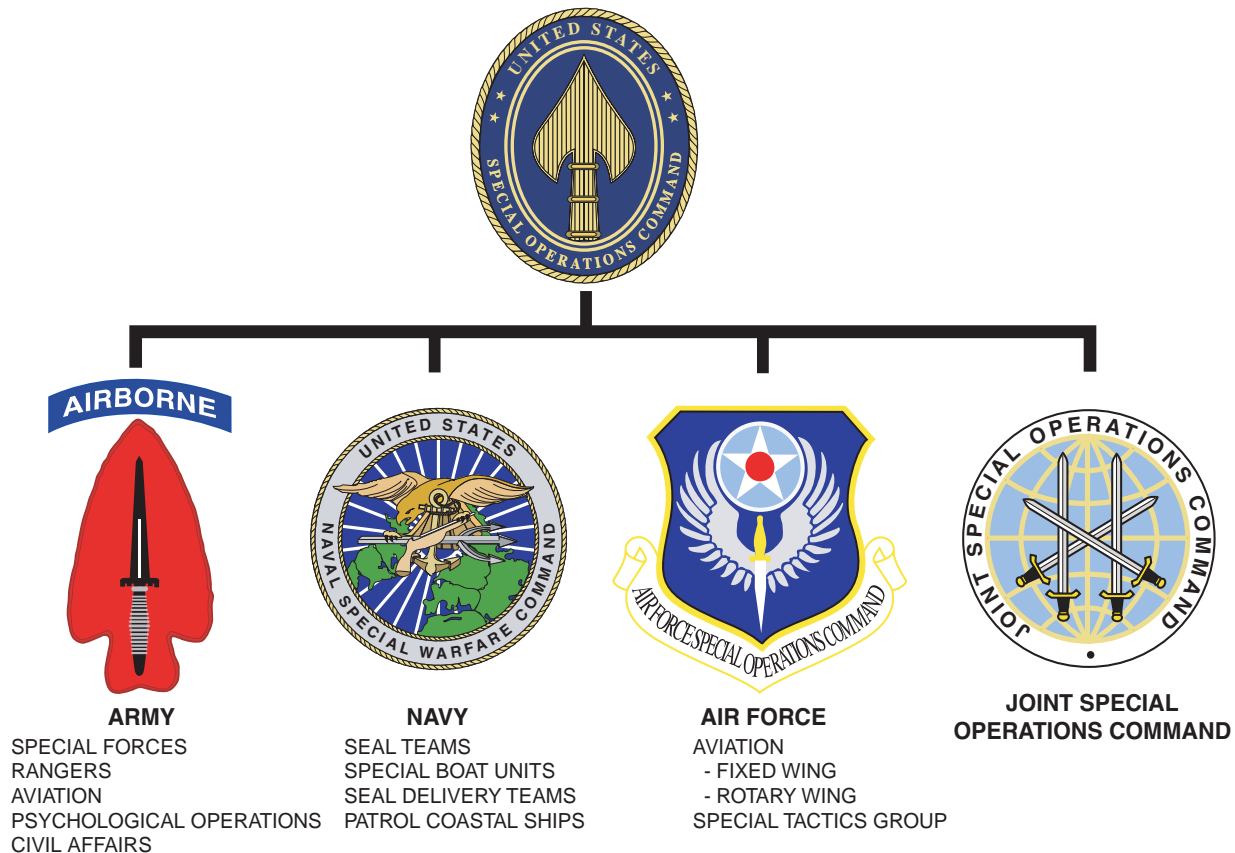 UNITED STATES
SPECIAL OPERATIONS COMMAND
AIRBORNE
UNITED STATES
NAVAL SPECIAL WARFARE COMMAND
AIR FORCE SPECIAL OPERATIONS COMMAND
JOINT SPECIAL OPERATIONS COMMAND
ARMY
SPECIAL FORCES
RANGERS
AVIATION
PSYCHOLOGICAL OPERATIONS
CIVIL AFFAIRS
NAVY
SEAL TEAMS
SPECIAL BOAT UNITS
SEAL DELIVERY TEAMS
PATROL COASTAL SHIPS
AIR FORCE
AVIATION
- FIXED WING
- ROTARY WING
SPECIAL TACTICS GROUP
JOINT SPECIAL
OPERATIONS COMMAND